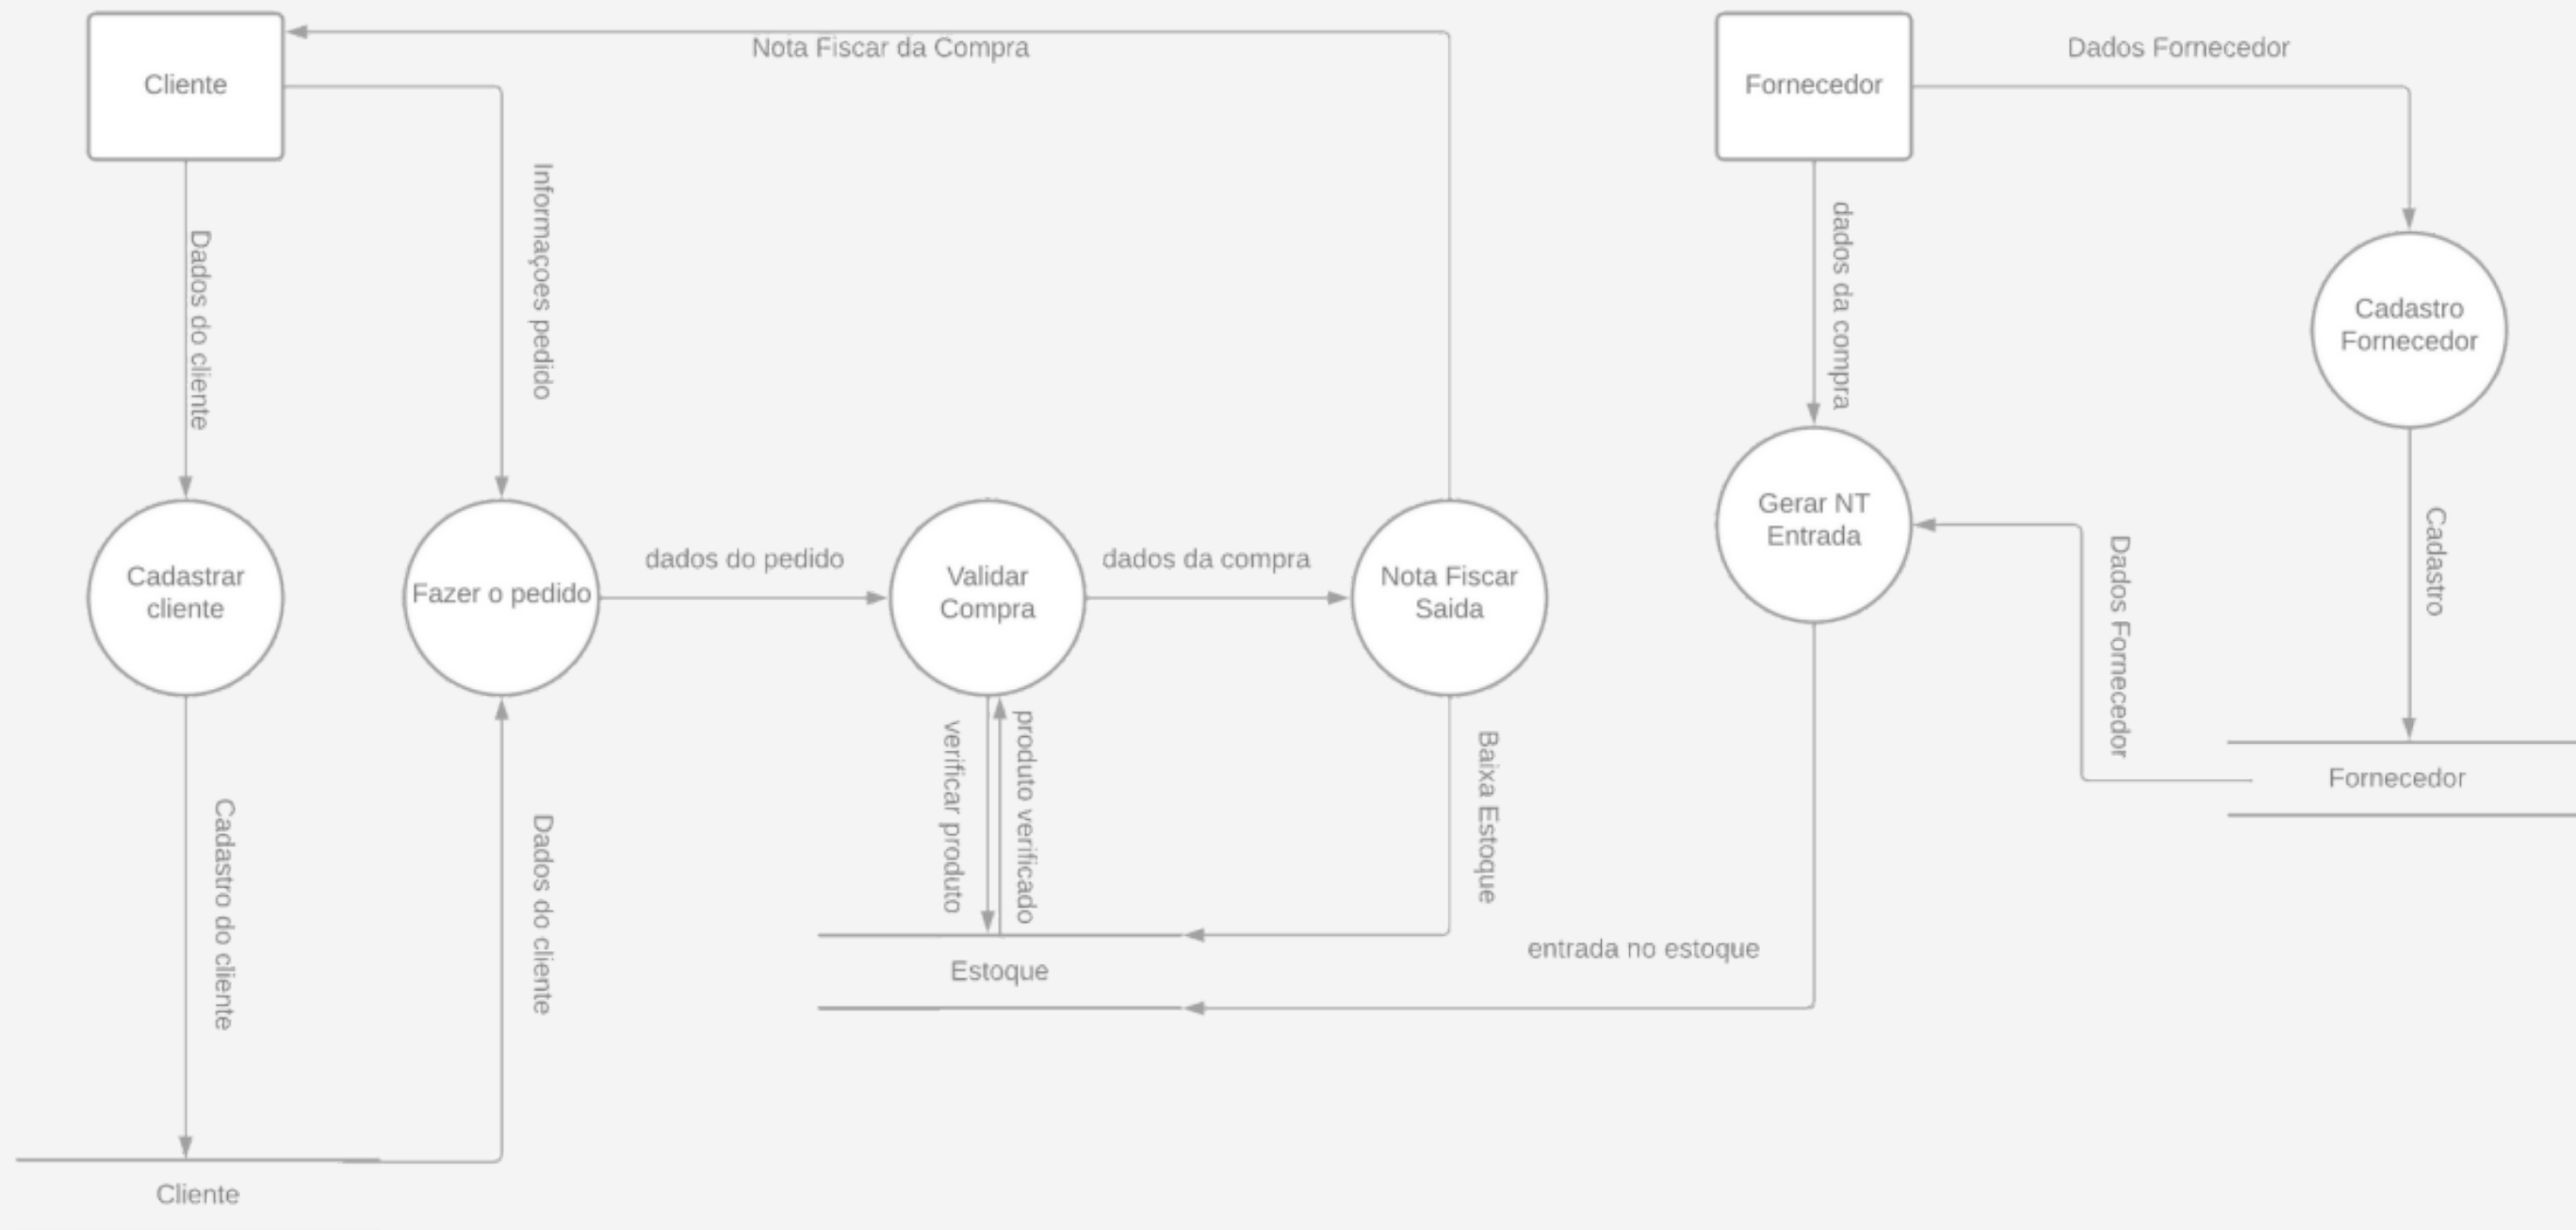 Nota Fiscar da Compra
Cliente
Fornecedor
Dados Fornecedor
Dados do cliente
Informaçoes pedido
dados da compra
Cadastro
Fornecedor
Cadastrar
cliente
Fazer o pedido
dados do pedido
Validar
Compra
dados da compra
Nota Fiscar
Saida
Gerar NT
Entrada
Dados Fornecedor
Cadastro
Fornecedor
Cadastro do cliente
Dados do cliente
verificar produto
produto verificado
Baixa Estoque
entrada no estoque
Estoque
Cliente